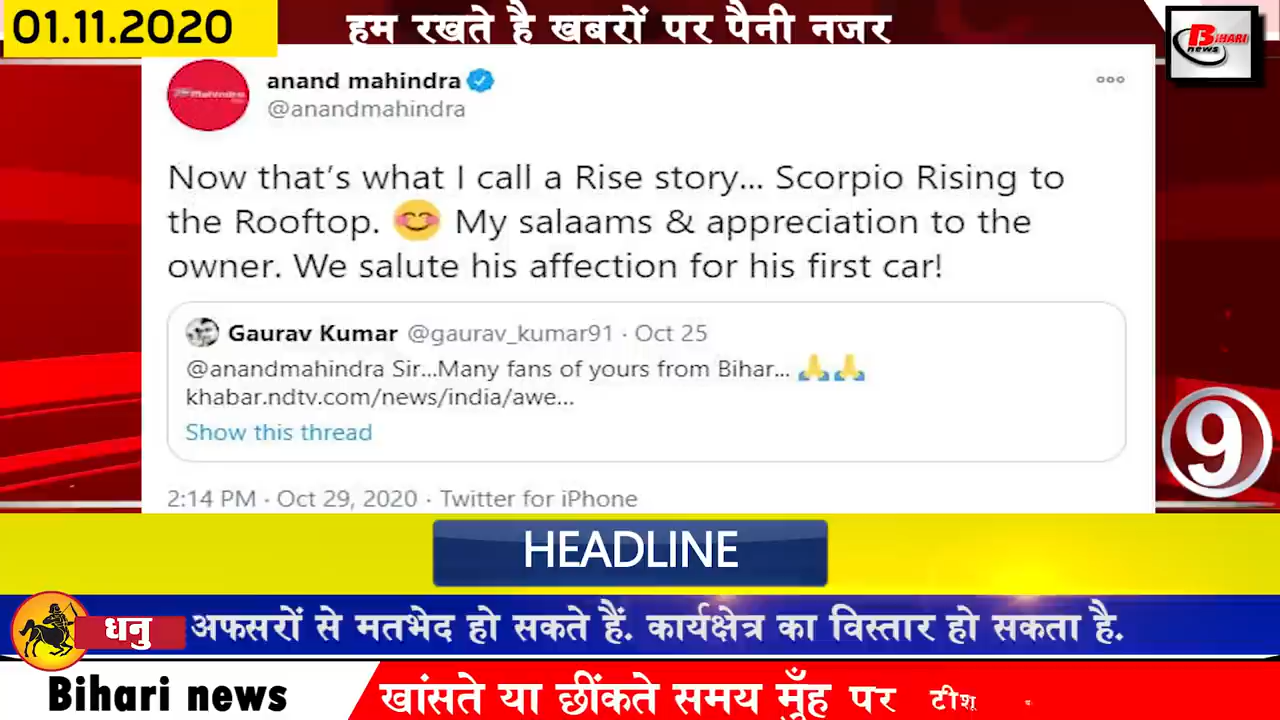 01.11.2020
हम रखते है खबरों पर पैनी नजर
BIHARI
news
anand mahindra
@anandmahindra
Now that's what I call a Rise story... Scorpio Rising to
the Rooftop. 😊 My salaams & appreciation to the
owner. We salute his affection for his first car!
Gaurav Kumar @gaurav_kumar91 · Oct 25
@anandmahindra Sir...Many fans of yours from Bihar... 🙏🙏
khabar.ndtv.com/news/india/awe...
Show this thread
2:14 PM · Oct 29, 2020 · Twitter for iPhone
9
HEADLINE
धनु
अफसरों से मतभेद हो सकते हैं. कार्यक्षेत्र का विस्तार हो सकता है.
Bihari news
खांसते या छींकते समय मुँह पर टीश